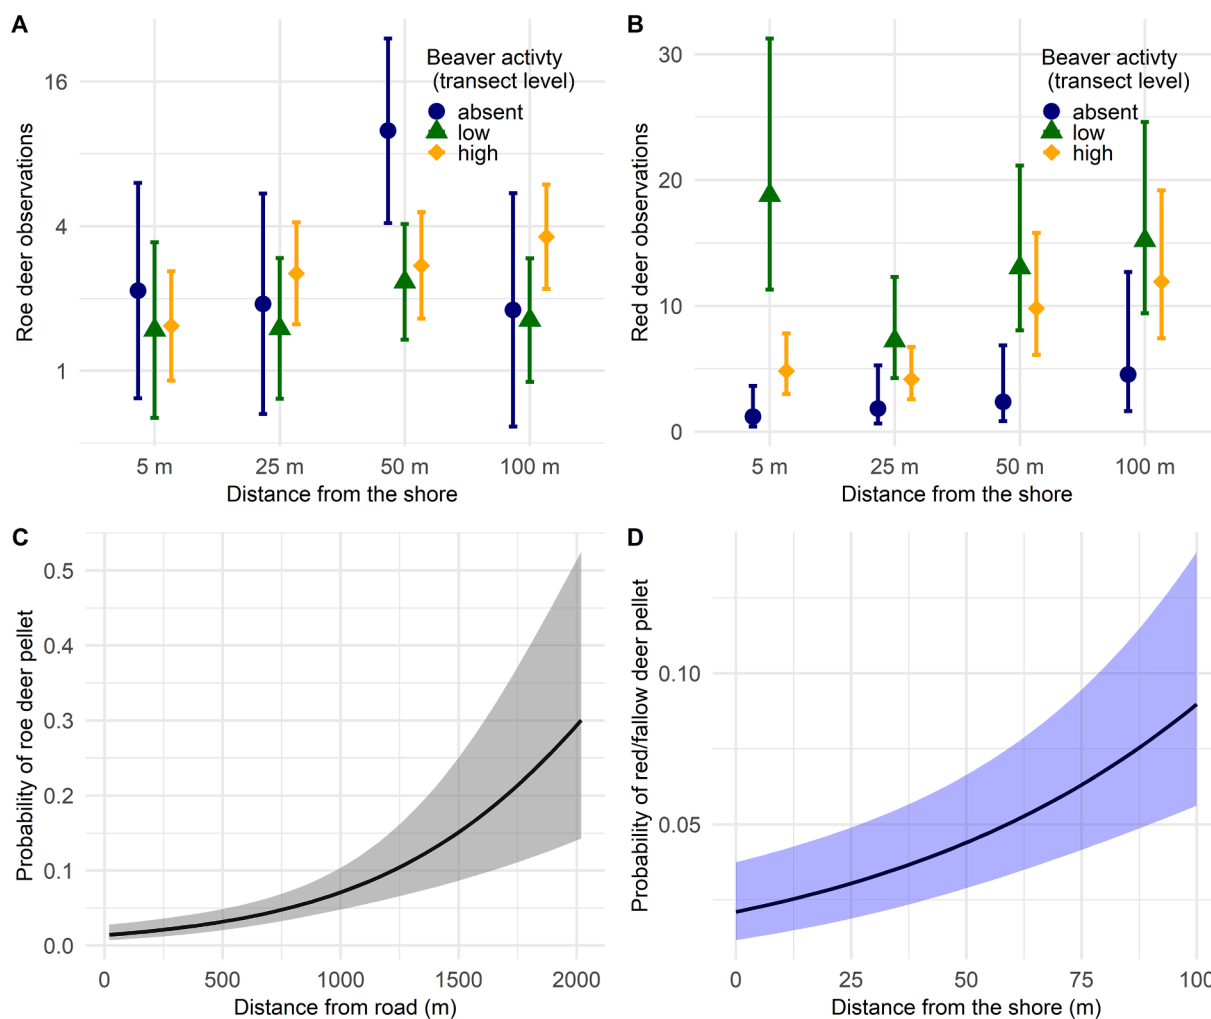 A
Roe deer observations
16
4
1
Beaver activty
(transect level)
absent
low
high
5 m 25 m 50 m 100 m
Distance from the shore
B
Red deer observations
30
20
10
0
Beaver activty
(transect level)
absent
low
high
5 m 25 m 50 m 100 m
Distance from the shore
C
Probability of roe deer pellet
0.5
0.4
0.3
0.2
0.1
0.0
0 500 1000 1500 2000
Distance from road (m)
D
Probability of red/fallow deer pellet
0.10
0.05
0 25 50 75 100
Distance from the shore (m)